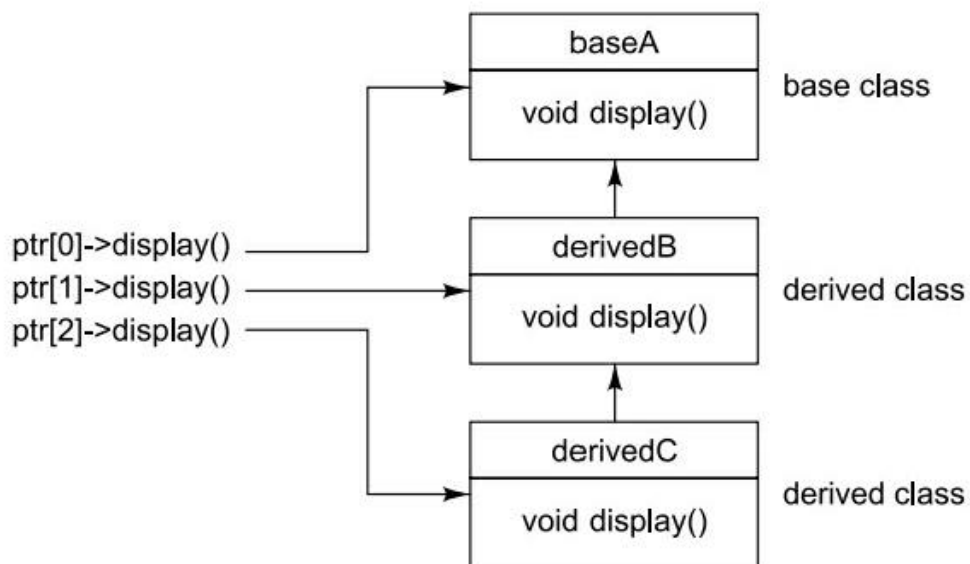 baseA
base class
void display()
ptr[0]->display()
ptr[1]->display()
ptr[2]->display()
derivedB
derived class
void display()
derivedC
derived class
void display()